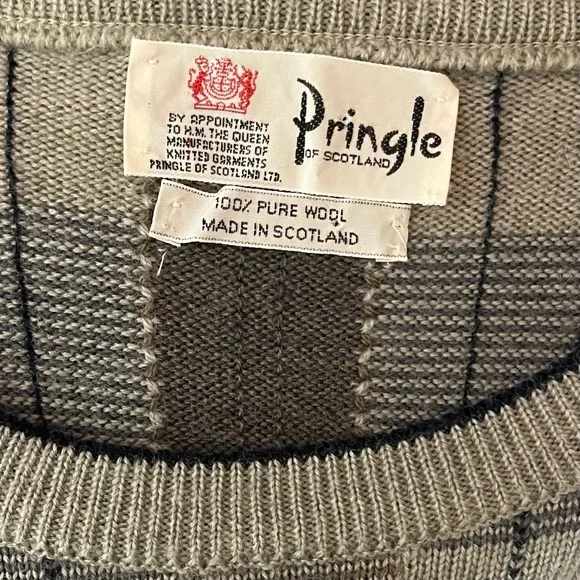 BY APPOINTMENT
TO H.M. THE QUEEN
MANUFACTURERS OF
KNITTED GARMENTS
PRINGLE OF SCOTLAND LTD.
Pringle
OF SCOTLAND
100% PURE WOOL
MADE IN SCOTLAND